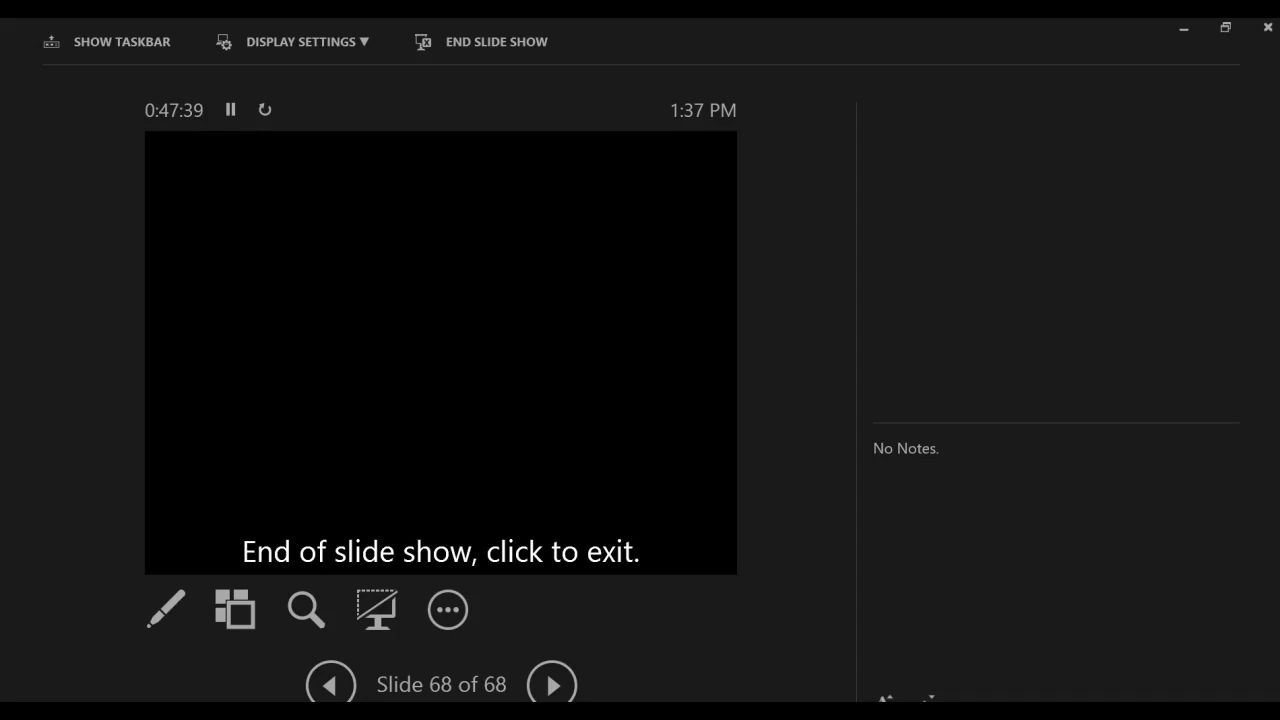 SHOW TASKBAR
DISPLAY SETTINGS ▼
END SLIDE SHOW
0:47:39
1:37 PM
End of slide show, click to exit.
Slide 68 of 68
No Notes.